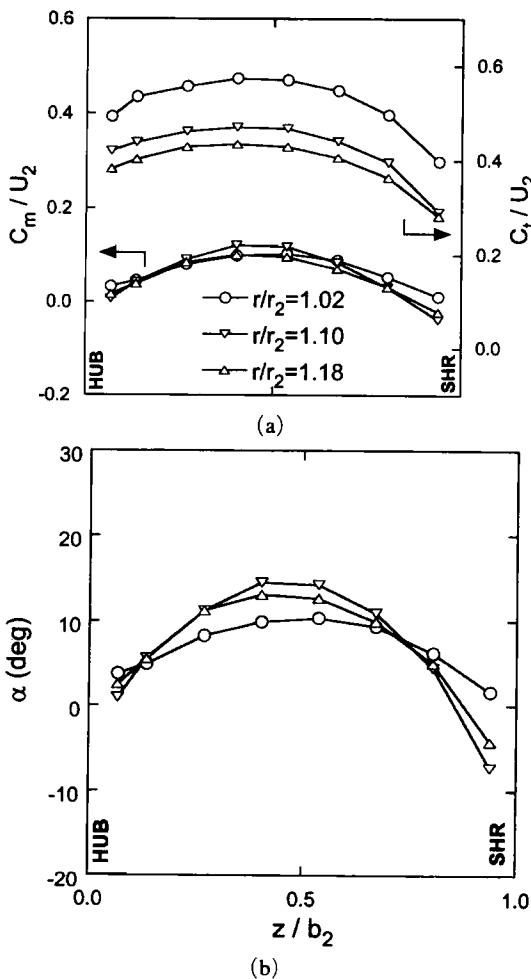 0.6
0.4
0.2
0.0
-0.2
C_m / U_2
0.6
0.4
0.2
0.0
C_t / U_2
r/r_2=1.02
r/r_2=1.10
r/r_2=1.18
HUB
SHR
(a)
30
20
10
0
-10
-20
α (deg)
HUB
SHR
0.0
0.5
1.0
z / b_2
(b)